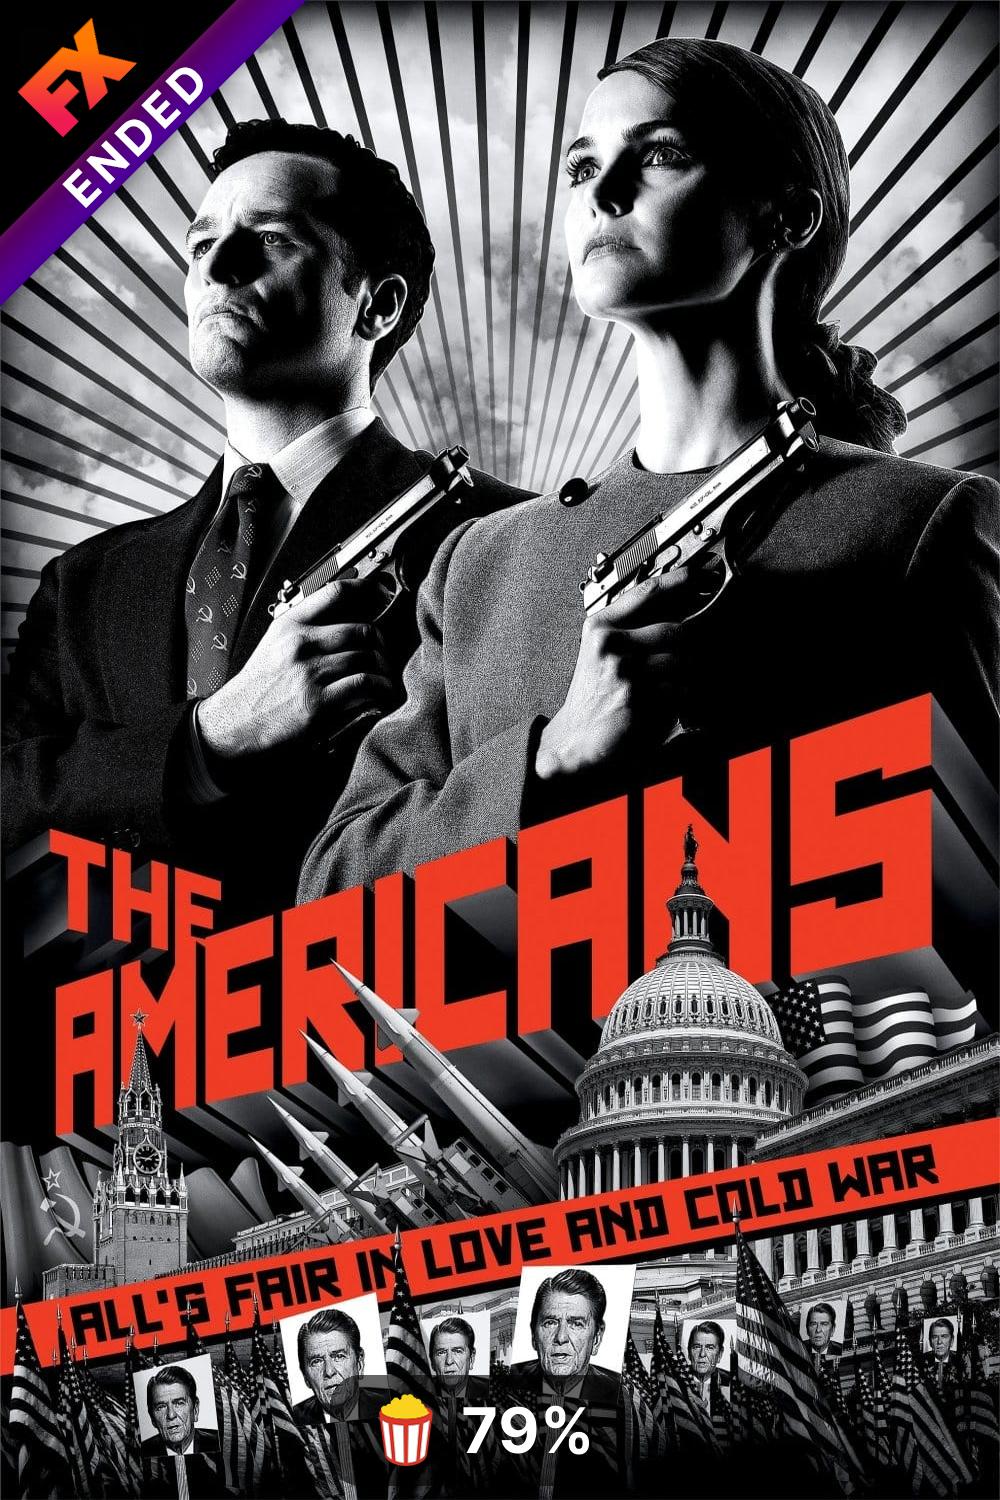 FX
ENDED
THE
AMERICANS
ALL'S FAIR IN LOVE AND COLD WAR
79%